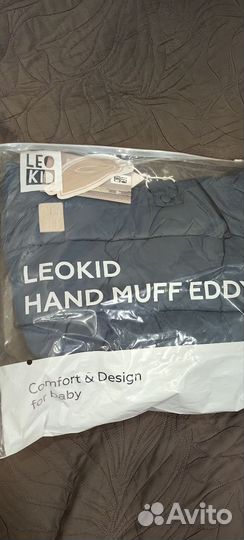 LEO
KID
LEOKID
HAND MUFF EDDY
Comfort & Design
for baby
Avito